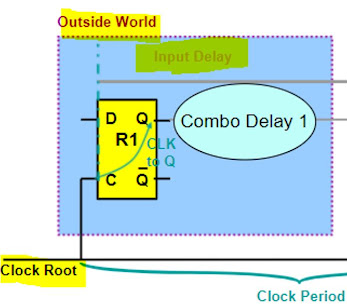 Outside World
Input Delay
D Q
R1
CLK
to Q
Combo Delay 1
C Q̅
Clock Root
Clock Period